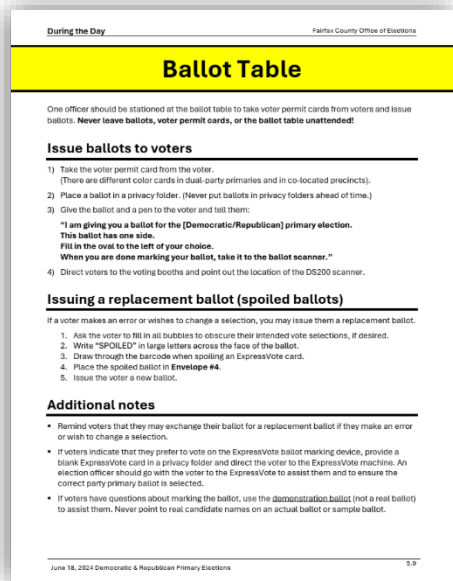 During the Day Fairfax County Office of Elections
Ballot Table
One officer should be stationed at the ballot table to take voter permit cards from voters and issue
ballots. Never leave ballots, voter permit cards, or the ballot table unattended!
Issue ballots to voters
1) Take the voter permit card from the voter.
(There are different color cards in dual-party primaries and in co-located precincts).
2) Place a ballot in a privacy folder. (Never put ballots in privacy folders ahead of time.)
3) Give the ballot and a pen to the voter and tell them:
"I am giving you a ballot for the [Democratic/Republican] primary election.
This ballot has one side.
Fill in the oval to the left of your choice.
When you are done marking your ballot, take it to the ballot scanner."
4) Direct voters to the voting booths and point out the location of the DS200 scanner.
Issuing a replacement ballot (spoiled ballots)
If a voter makes an error or wishes to change a selection, you may issue them a replacement ballot.
1. Ask the voter to fill in all bubbles to obscure their intended vote selections, if desired.
2. Write "SPOILED" in large letters across the face of the ballot.
3. Draw through the barcode when spoiling an ExpressVote card.
4. Place the spoiled ballot in Envelope #4.
5. Issue the voter a new ballot.
Additional notes
▪ Remind voters that they may exchange their ballot for a replacement ballot if they make an error
or wish to change a selection.
▪ If voters indicate that they prefer to vote on the ExpressVote ballot marking device, provide a
blank ExpressVote card in a privacy folder and direct the voter to the ExpressVote machine. An
election officer should go with the voter to the ExpressVote to assist them and to ensure the
correct party primary ballot is selected.
▪ If voters have questions about marking the ballot, use the demonstration ballot (not a real ballot)
to assist them. Never point to real candidate names on an actual ballot or sample ballot.
June 18, 2024 Democratic & Republican Primary Elections 5.9